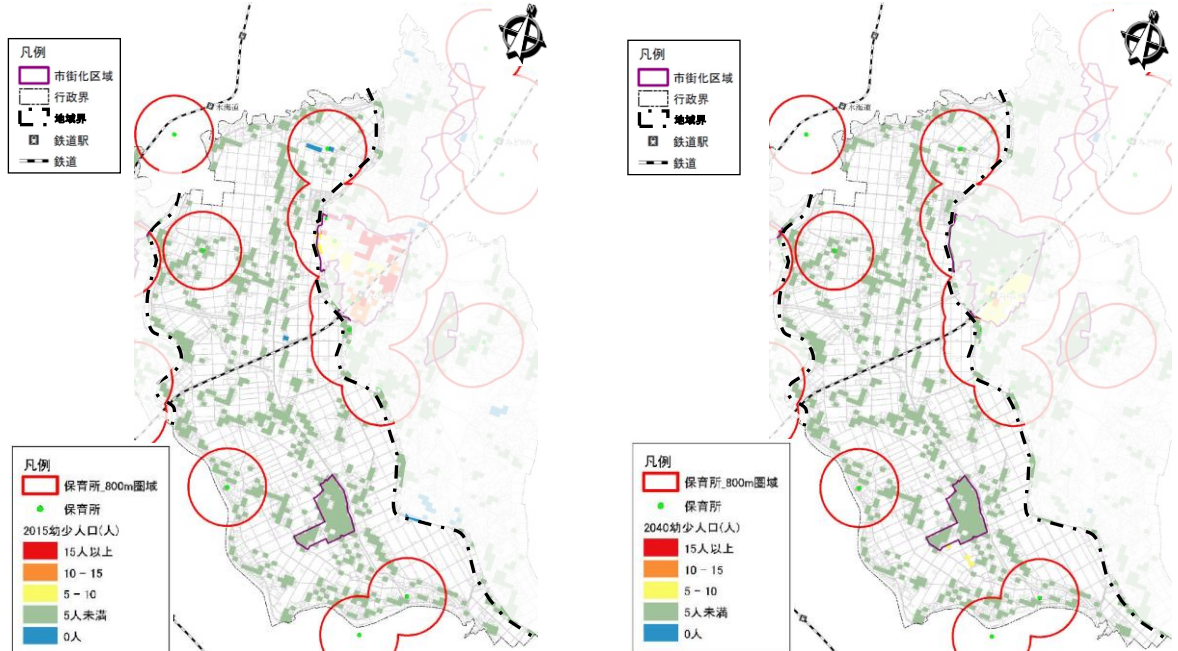 凡例
市街化区域
行政界
地域界
鉄道駅
鉄道
水海道
凡例
保育所_800m圏域
保育所
2015幼少人口(人)
15人以上
10 - 15
5 - 10
5人未満
0人
凡例
市街化区域
行政界
地域界
鉄道駅
鉄道
水海道
凡例
保育所_800m圏域
保育所
2040幼少人口(人)
15人以上
10 - 15
5 - 10
5人未満
0人